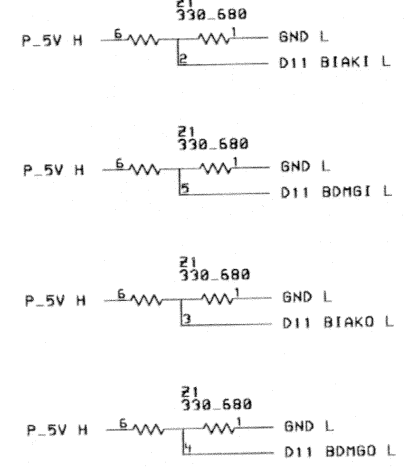 Z1
330_680
P_5V H 6 1 GND L
2 D11 BIAKI L
Z1
330_680
P_5V H 6 1 GND L
5 D11 BDMGI L
Z1
330_680
P_5V H 6 1 GND L
3 D11 BIAKO L
Z1
330_680
P_5V H 6 1 GND L
4 D11 BDMGO L